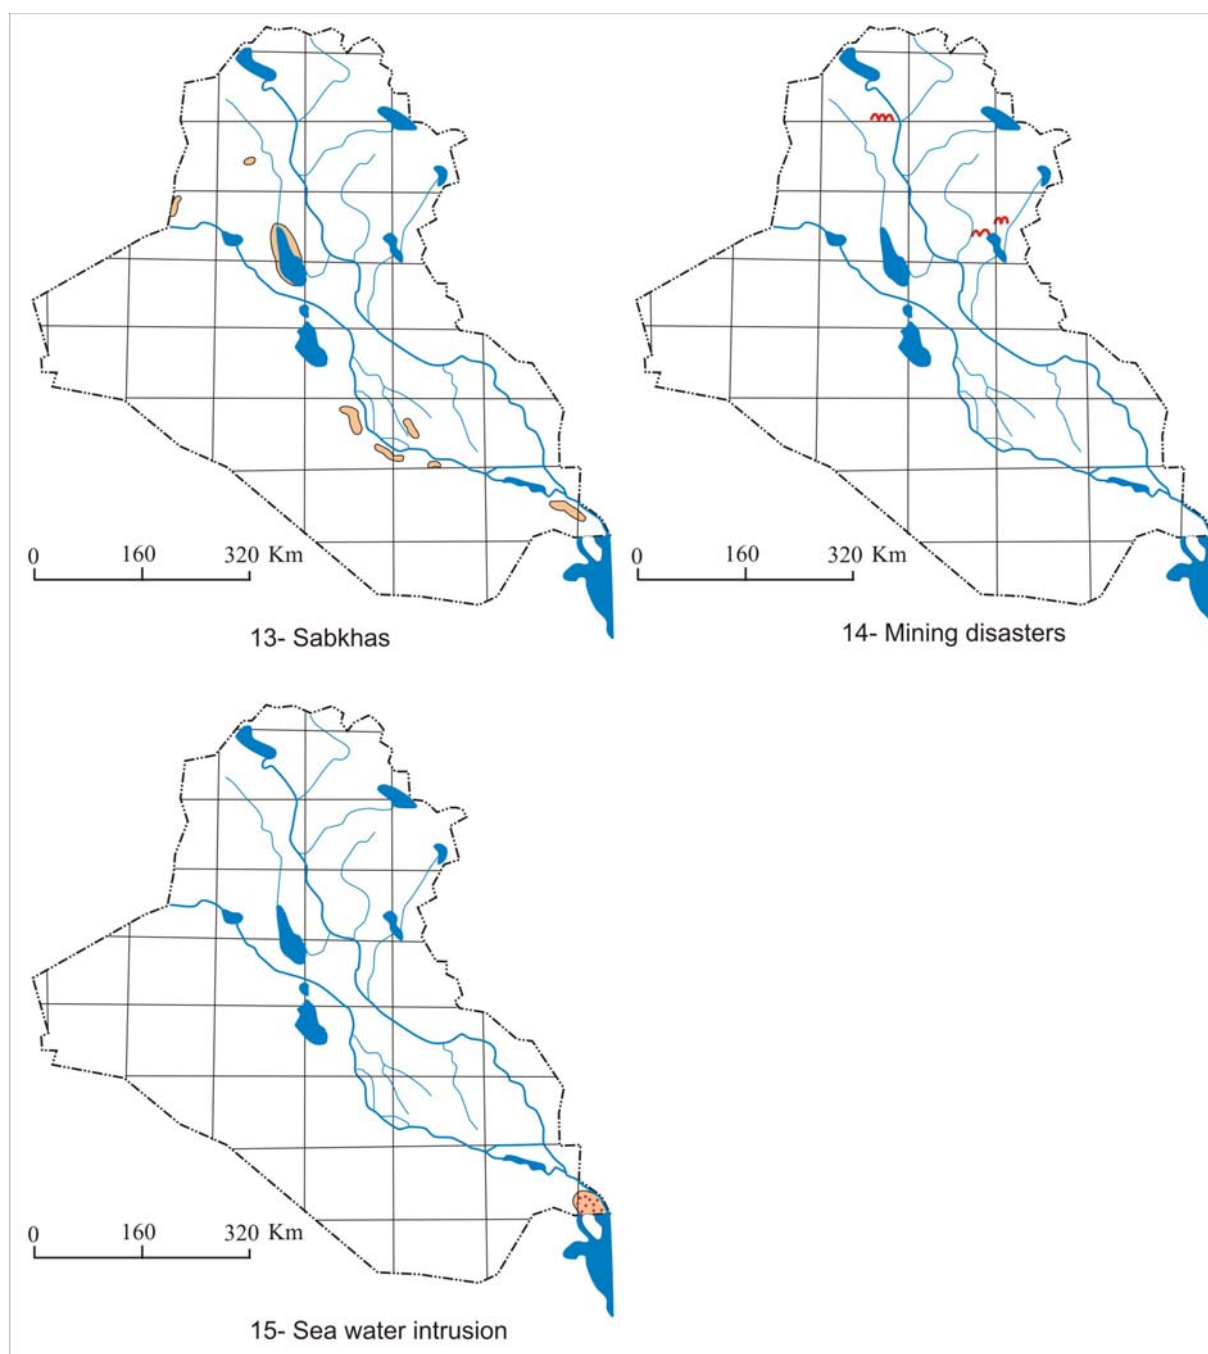 0 160 320 Km
13- Sabkhas
0 160 320 Km
14- Mining disasters
0 160 320 Km
15- Sea water intrusion